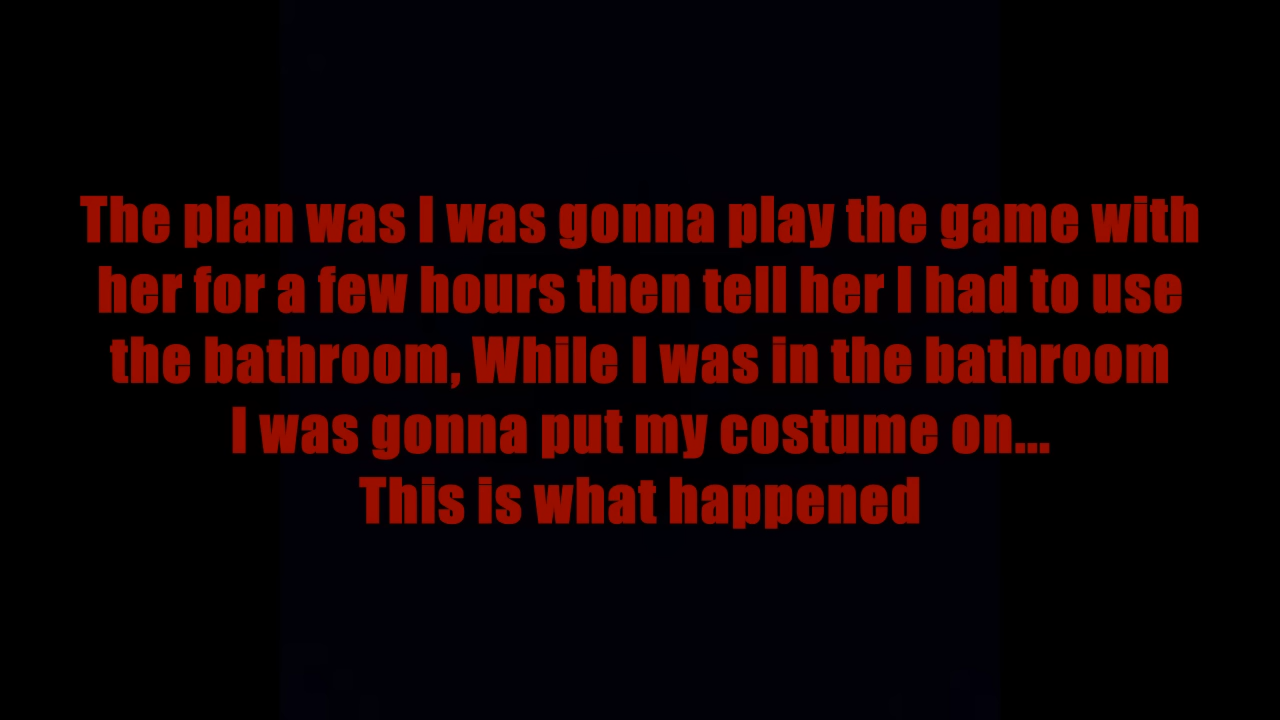 The plan was I was gonna play the game with
her for a few hours then tell her I had to use
the bathroom, While I was in the bathroom
I was gonna put my costume on...
This is what happened